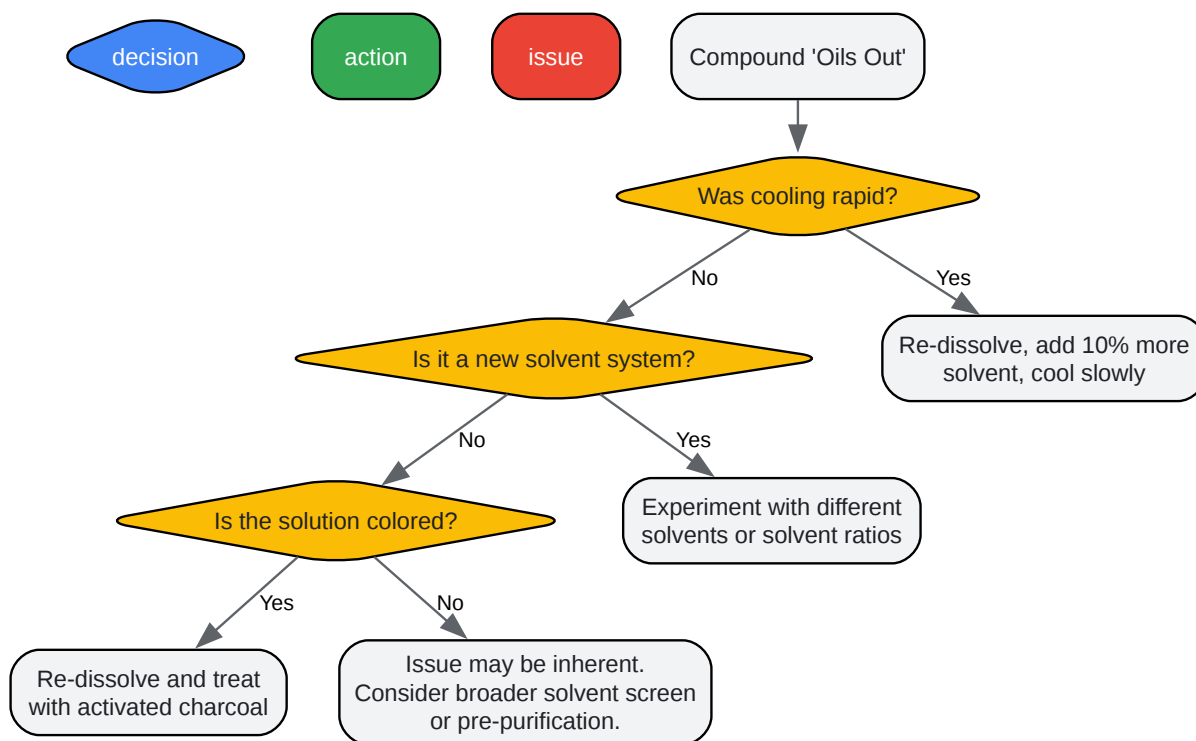 decision
action
issue
Compound 'Oils Out'
Was cooling rapid?
No
Yes
Is it a new solvent system?
Re-dissolve, add 10% more
solvent, cool slowly
No
Yes
Is the solution colored?
Experiment with different
solvents or solvent ratios
Yes
No
Re-dissolve and treat
with activated charcoal
Issue may be inherent.
Consider broader solvent screen
or pre-purification.